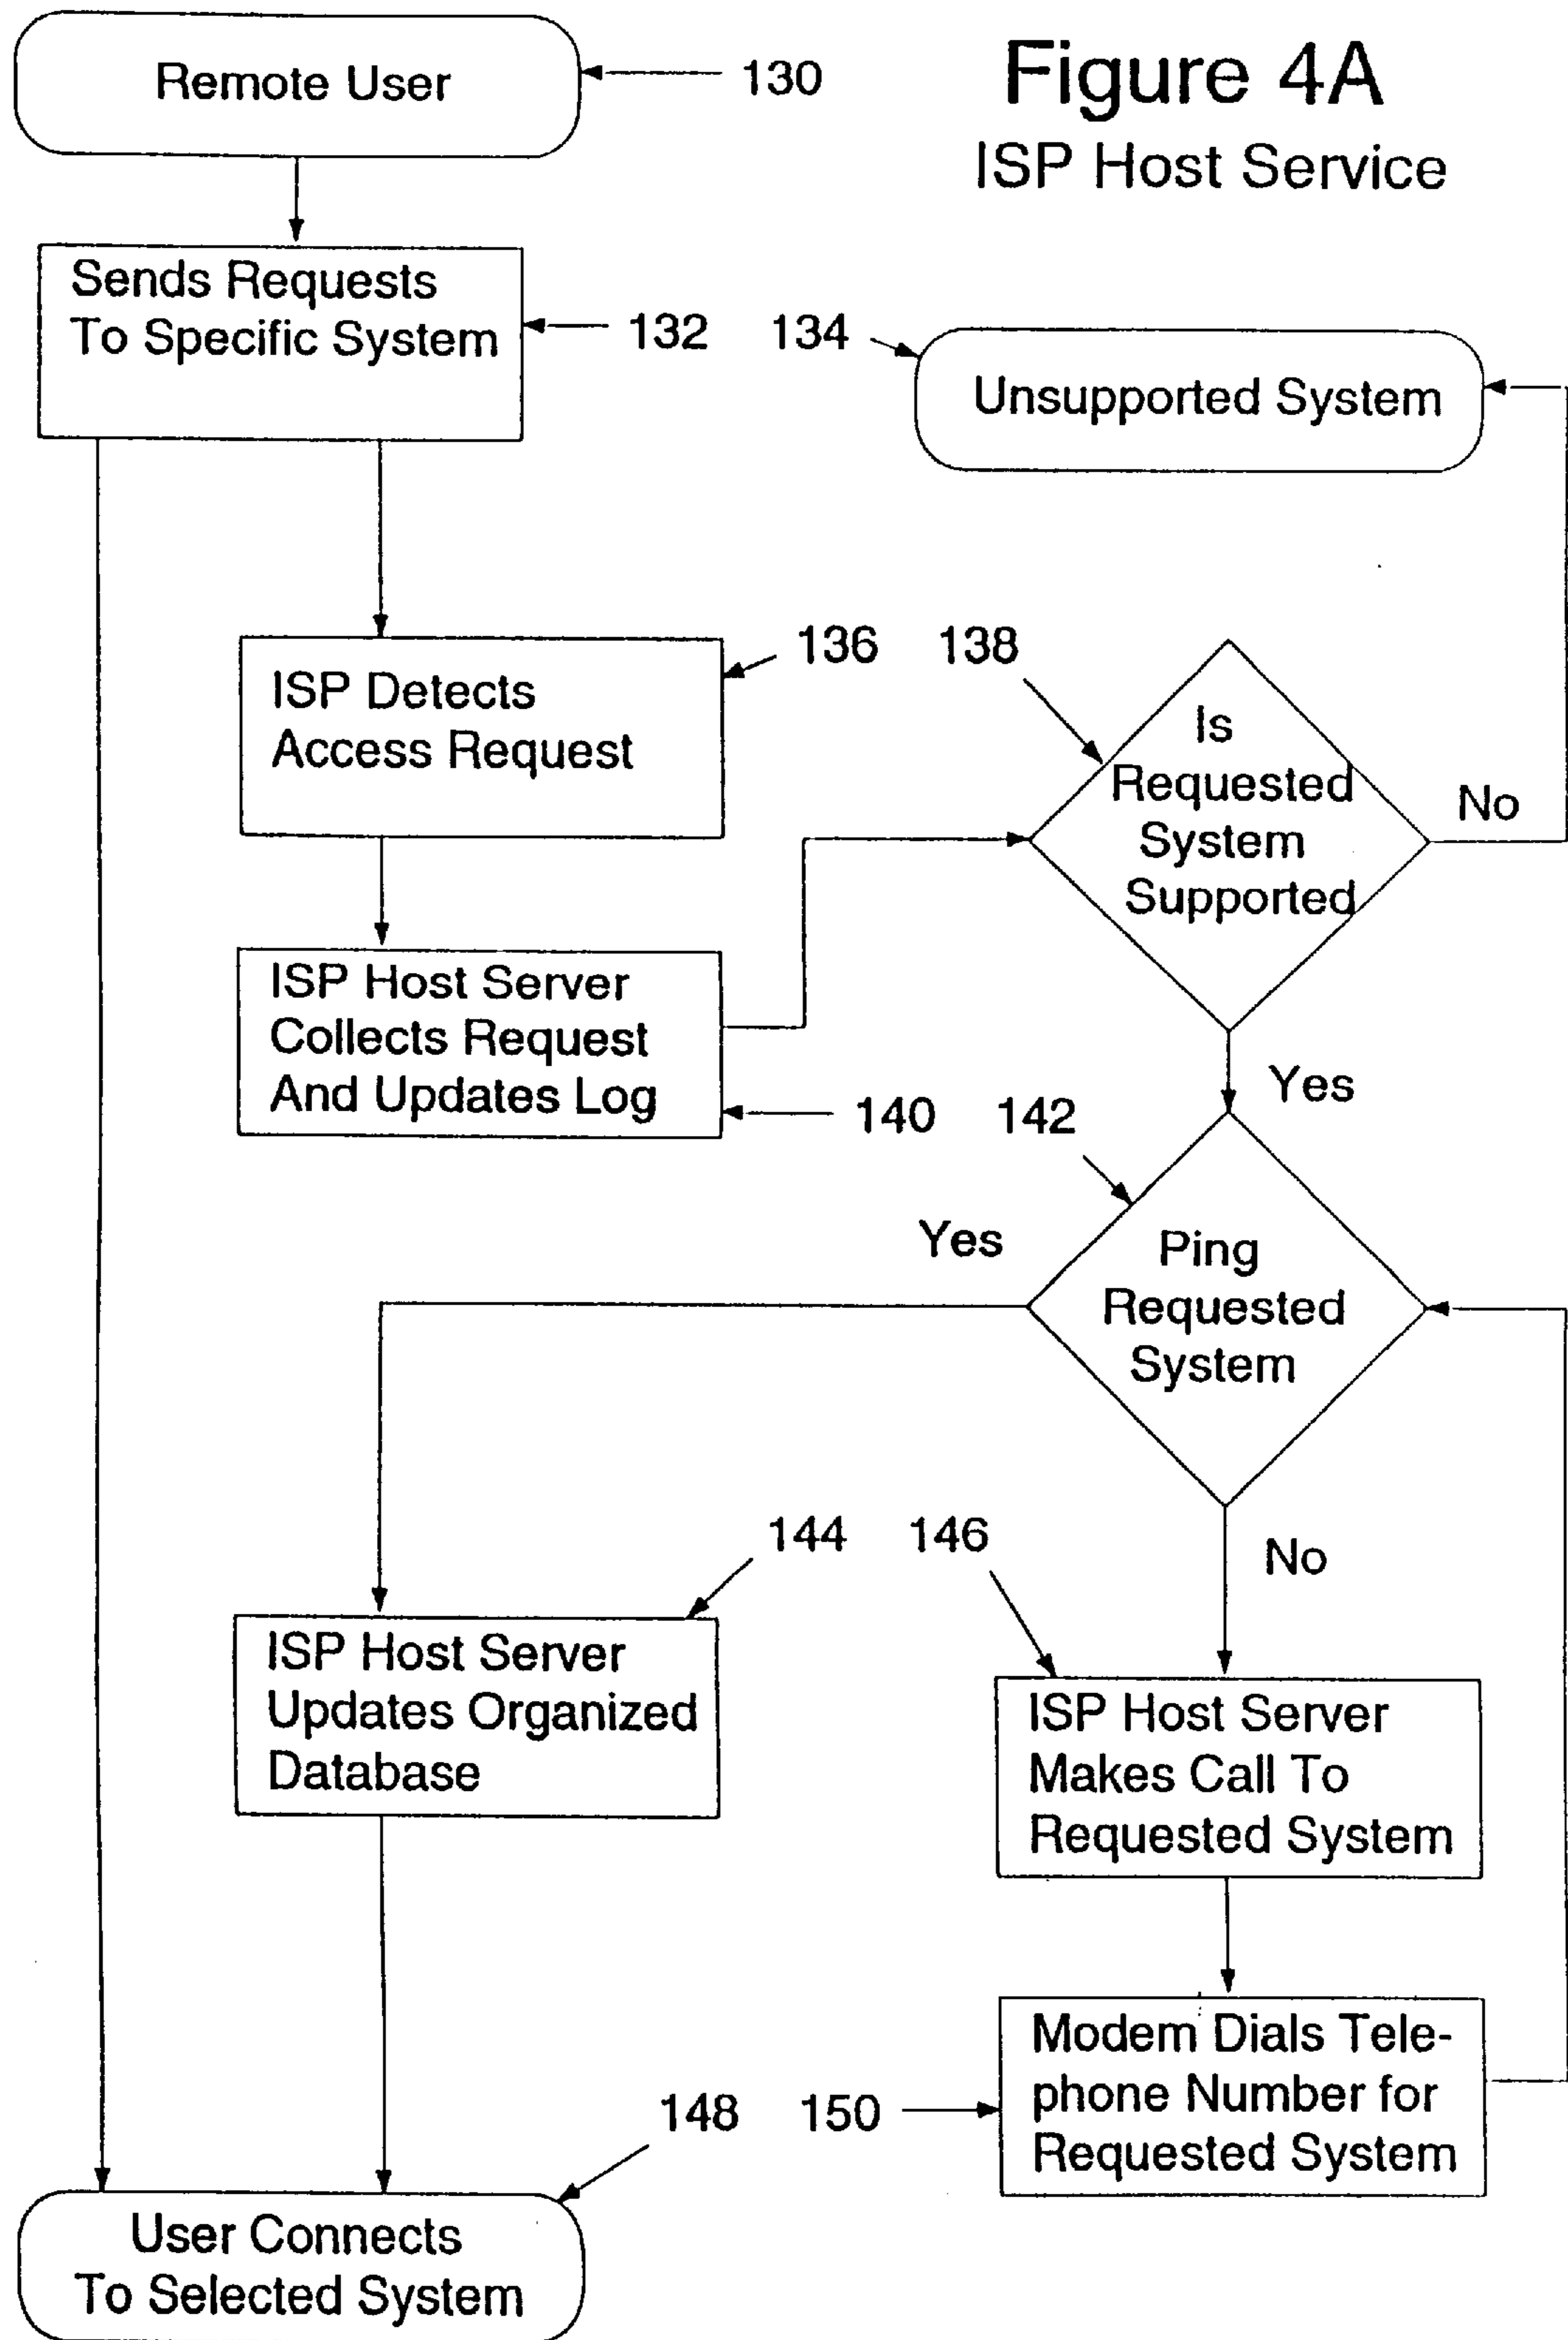 Figure 4A
ISP Host Service
Remote User
130
Sends Requests
To Specific System
132
134
Unsupported System
136
138
ISP Detects
Access Request
Is
Requested
System
Supported
No
ISP Host Server
Collects Request
And Updates Log
Yes
140
142
Yes
Ping
Requested
System
144
146
No
ISP Host Server
Updates Organized
Database
ISP Host Server
Makes Call To
Requested System
148
150
Modem Dials Tele-
phone Number for
Requested System
User Connects
To Selected System